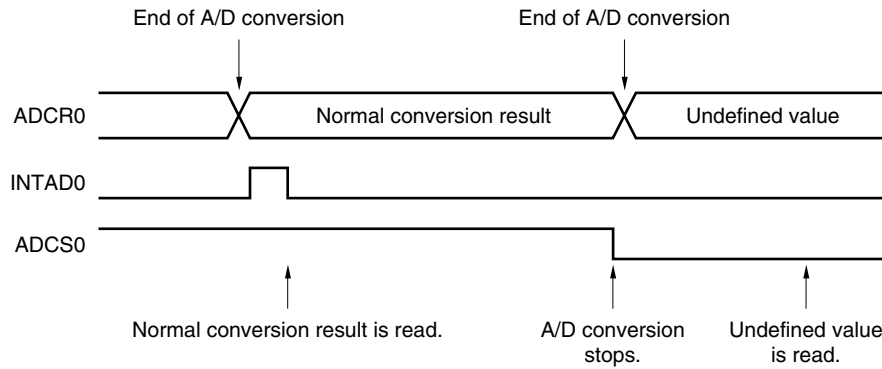 End of A/D conversion End of A/D conversion
ADCR0 Normal conversion result Undefined value
INTAD0
ADCS0
Normal conversion result is read. A/D conversion Undefined value
stops. is read.